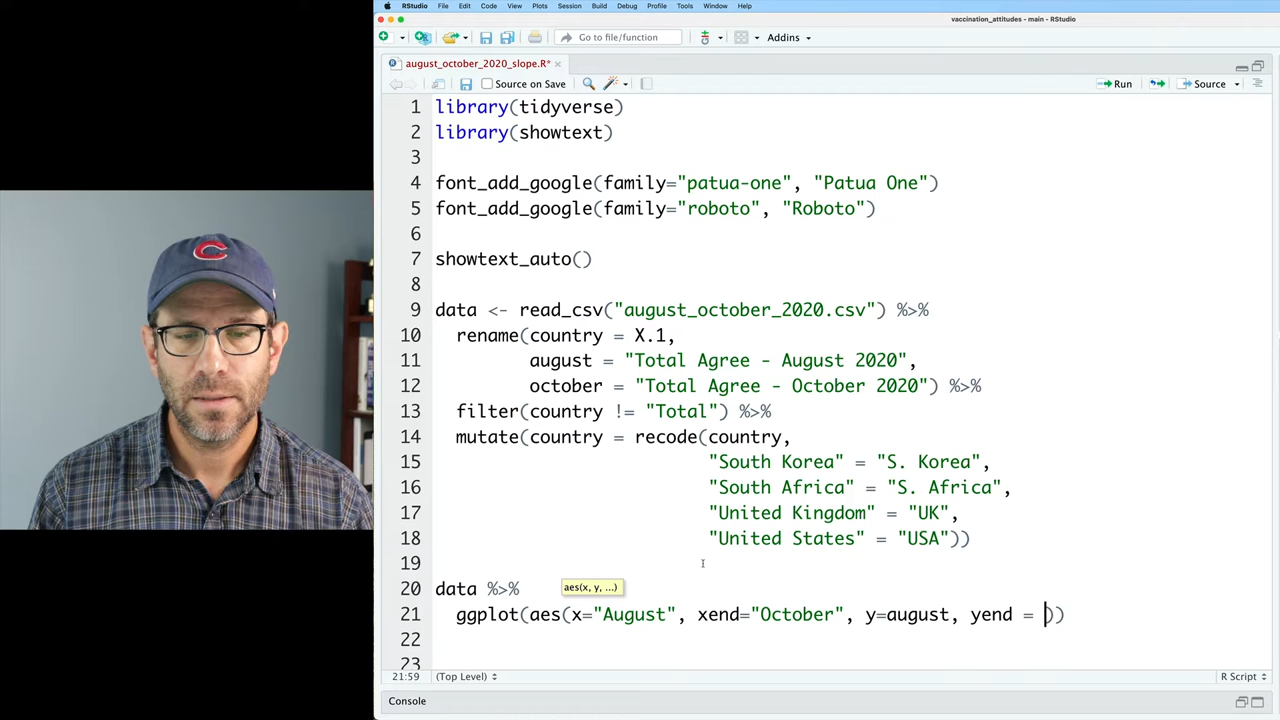 RStudio File Edit Code View Plots Session Build Debug Profile Tools Window Help
vaccination_attitudes - main - RStudio
Go to file/function Addins
august_october_2020_slope.R*
Source on Save Run Source
1 library(tidyverse)
2 library(showtext)
3
4 font_add_google(family="patua-one", "Patua One")
5 font_add_google(family="roboto", "Roboto")
6
7 showtext_auto()
8
9 data <- read_csv("august_october_2020.csv") %>%
10 rename(country = X.1,
11 august = "Total Agree - August 2020",
12 october = "Total Agree - October 2020") %>%
13 filter(country != "Total") %>%
14 mutate(country = recode(country,
15 "South Korea" = "S. Korea",
16 "South Africa" = "S. Africa",
17 "United Kingdom" = "UK",
18 "United States" = "USA"))
19
20 data %>%
aes(x, y, ...)
21 ggplot(aes(x="August", xend="October", y=august, yend = ))
22
23
21:59 (Top Level) R Script
Console
C